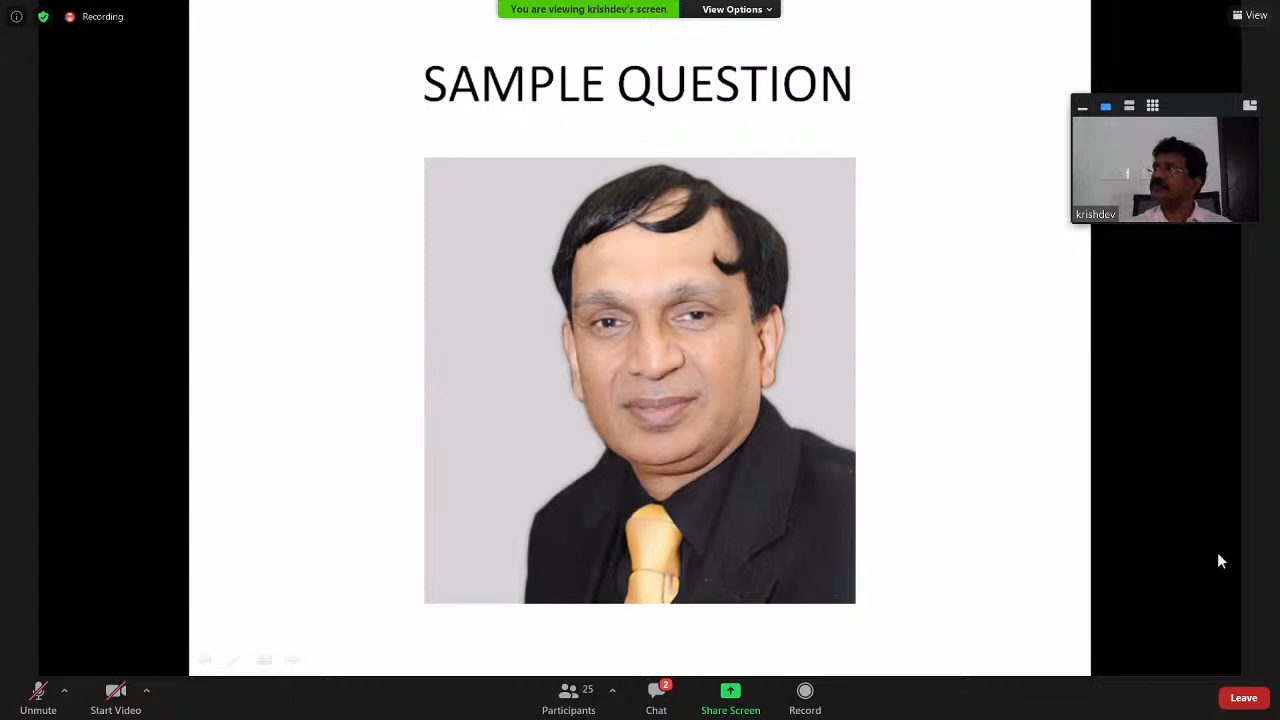 Recording
You are viewing krishdev's screen
View Options
View
SAMPLE QUESTION
krishdev
Unmute
Start Video
25
Participants
2
Chat
Share Screen
Record
Leave